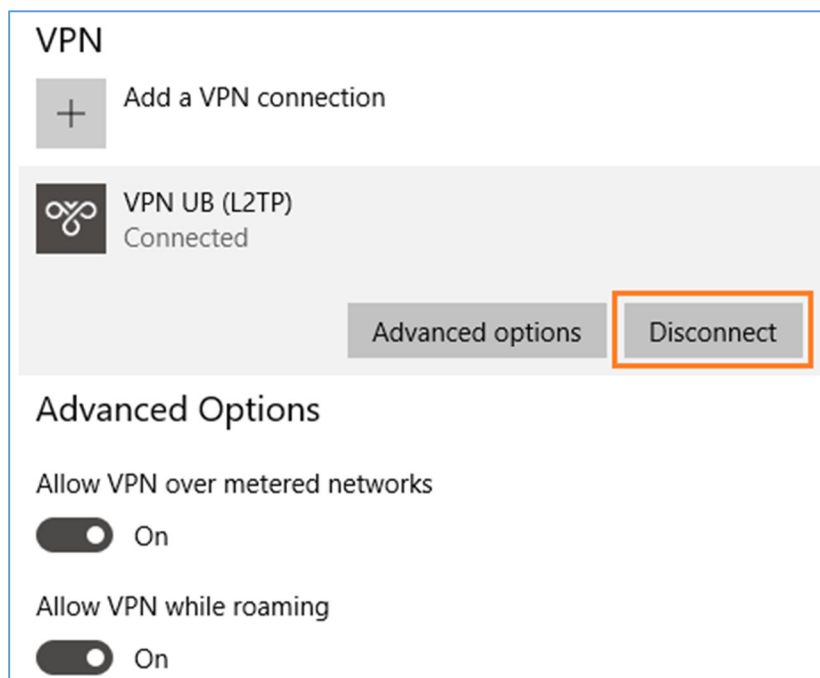 VPN
Add a VPN connection
VPN UB (L2TP)
Connected
Advanced options
Disconnect
Advanced Options
Allow VPN over metered networks
On
Allow VPN while roaming
On